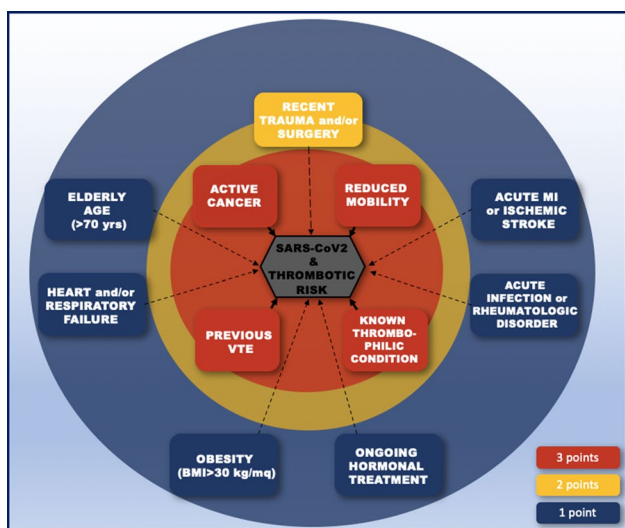 RECENT
TRAUMA and/or
SURGERY
ELDERLY
AGE
(>70 yrs)
ACTIVE
CANCER
REDUCED
MOBILITY
ACUTE MI
or ISCHEMIC
STROKE
SARS-CoV2
&
THROMBOTIC
RISK
HEART and/or
RESPIRATORY
FAILURE
ACUTE
INFECTION or
RHEUMATOLOGIC
DISORDER
PREVIOUS
VTE
KNOWN
THROMBO-
PHILIC
CONDITION
OBESITY
(BMI>30 kg/mq)
ONGOING
HORMONAL
TREATMENT
3 points
2 points
1 point